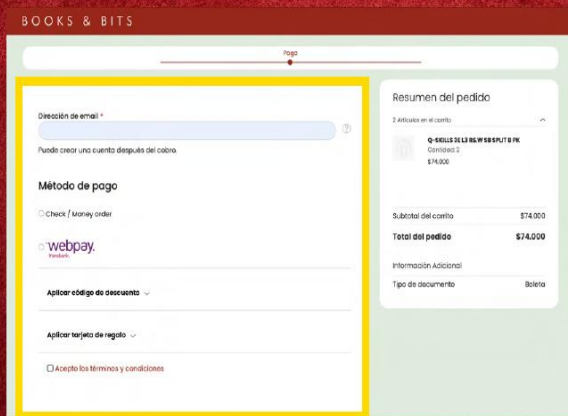 BOOKS & BITS
Pago
Dirección de email *
Puede crear una cuenta después del cobro.
Método de pago
Check / Money order
webpay.
transbank.
Aplicar código de descuento
Aplicar tarjeta de regalo
Acepto los términos y condiciones
Resumen del pedido
2 Artículos en el carrito
Q-SKILLS 3E L3 R&W SB SPLIT B PK
Cantidad 2
$74.000
Subtotal del carrito $74.000
Total del pedido $74.000
Información Adicional
Tipo de documento Boleta